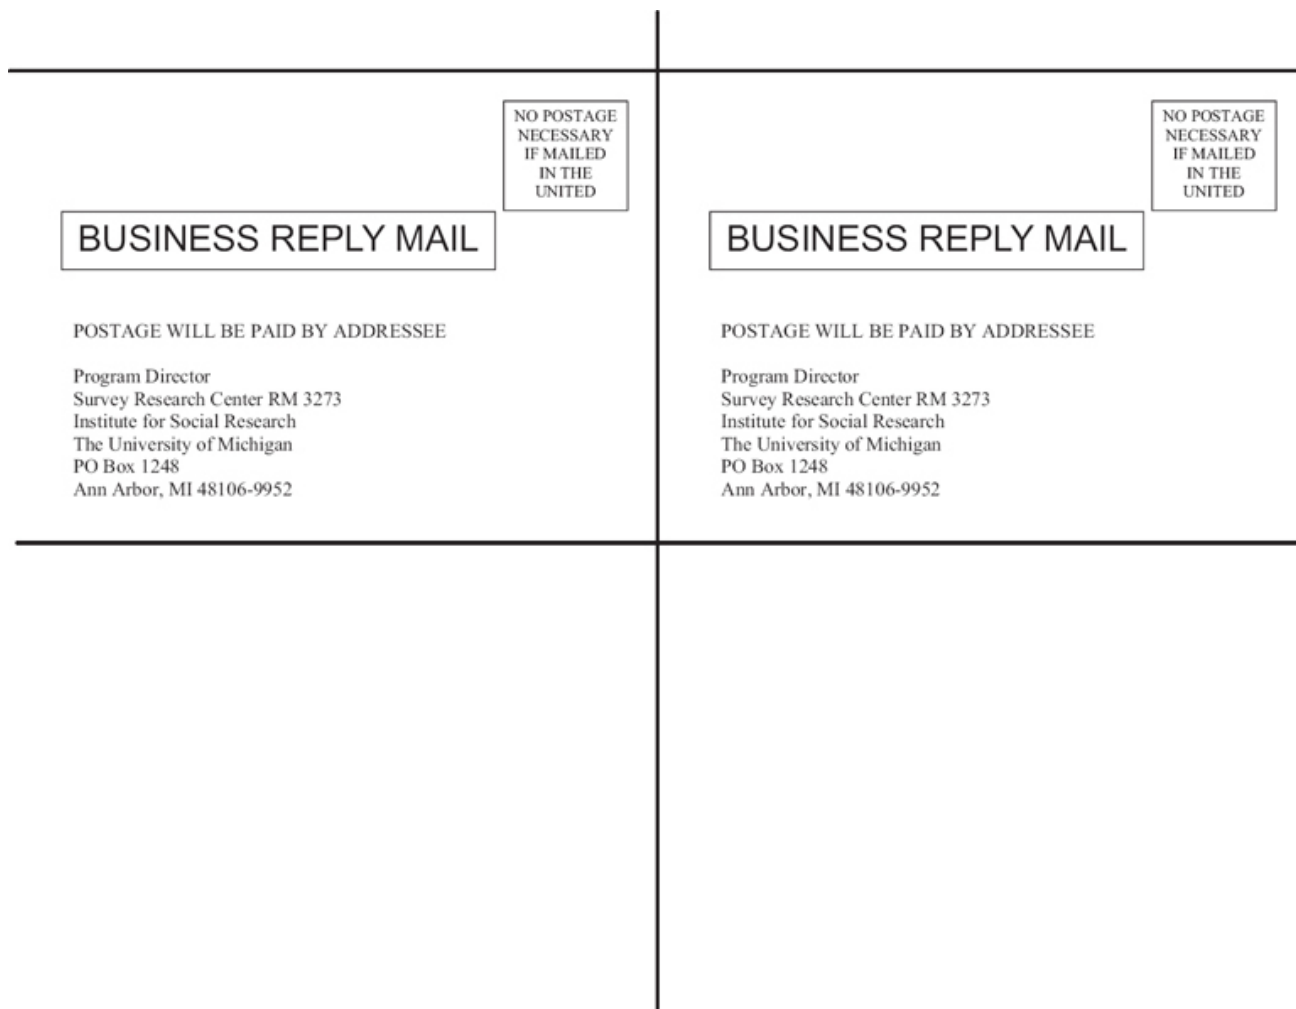 NO POSTAGE
NECESSARY
IF MAILED
IN THE
UNITED
BUSINESS REPLY MAIL
POSTAGE WILL BE PAID BY ADDRESSEE
Program Director
Survey Research Center RM 3273
Institute for Social Research
The University of Michigan
PO Box 1248
Ann Arbor, MI 48106-9952
NO POSTAGE
NECESSARY
IF MAILED
IN THE
UNITED
BUSINESS REPLY MAIL
POSTAGE WILL BE PAID BY ADDRESSEE
Program Director
Survey Research Center RM 3273
Institute for Social Research
The University of Michigan
PO Box 1248
Ann Arbor, MI 48106-9952